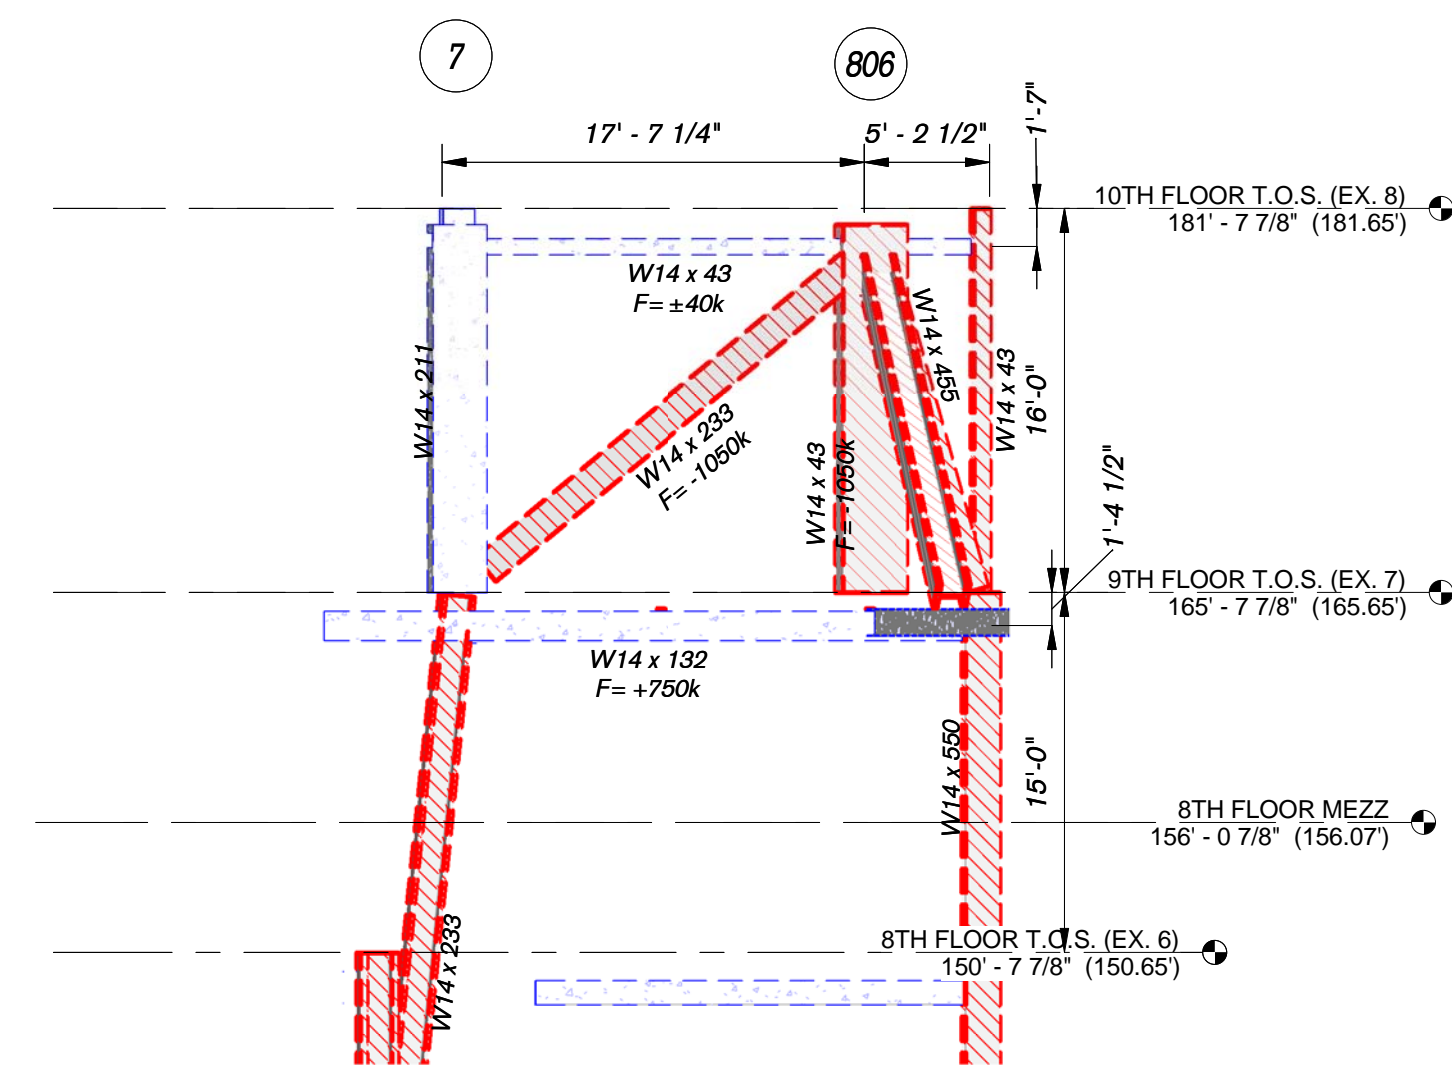 7
806
17' - 7 1/4"
5' - 2 1/2"
1'-7"
10TH FLOOR T.O.S. (EX. 8)
181' - 7 7/8" (181.65')
W14 x 43
F= ±40k
W14 x 211
W14 x 233
F= -1050k
W14 x 43
F= -1050k
W14 x 455
W14 x 43
16'-0"
1'-4 1/2"
9TH FLOOR T.O.S. (EX. 7)
165' - 7 7/8" (165.65')
W14 x 132
F= +750k
W14 x 550
15'-0"
8TH FLOOR MEZZ
156' - 0 7/8" (156.07')
W14 x 233
8TH FLOOR T.O.S. (EX. 6)
150' - 7 7/8" (150.65')